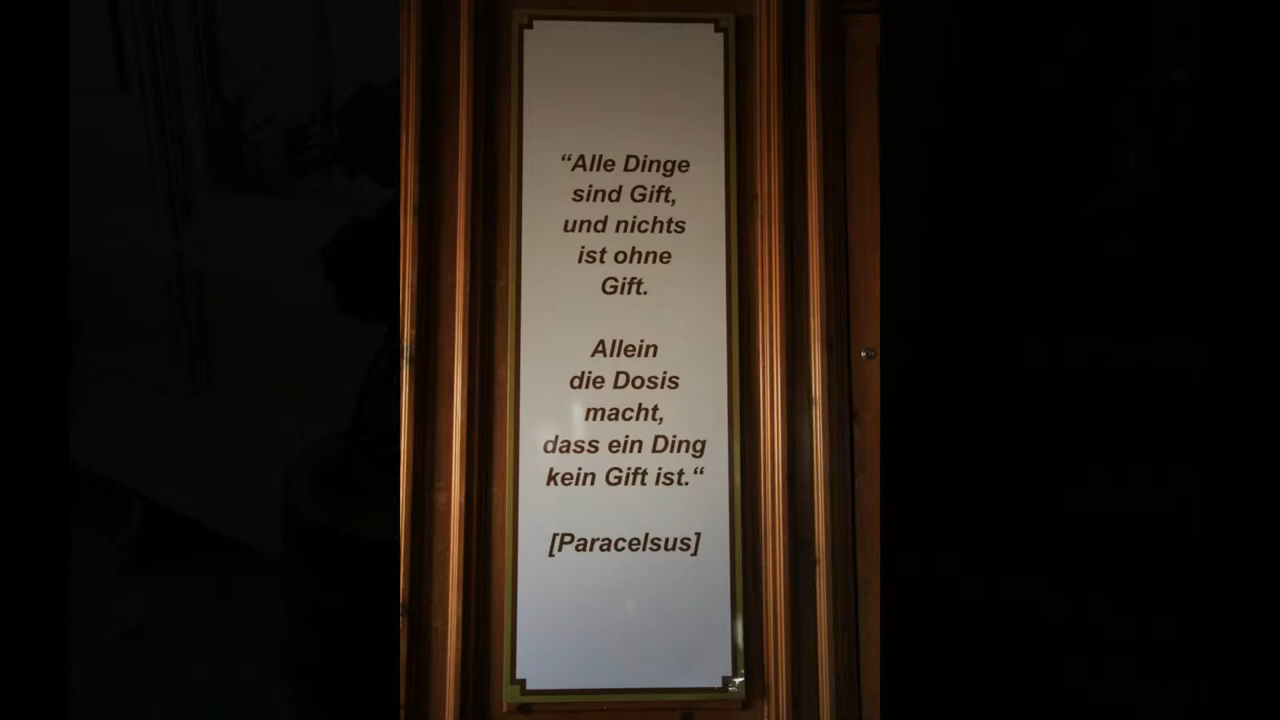 “Alle Dinge
sind Gift,
und nichts
ist ohne
Gift.
Allein
die Dosis
macht,
dass ein Ding
kein Gift ist.“
[Paracelsus]